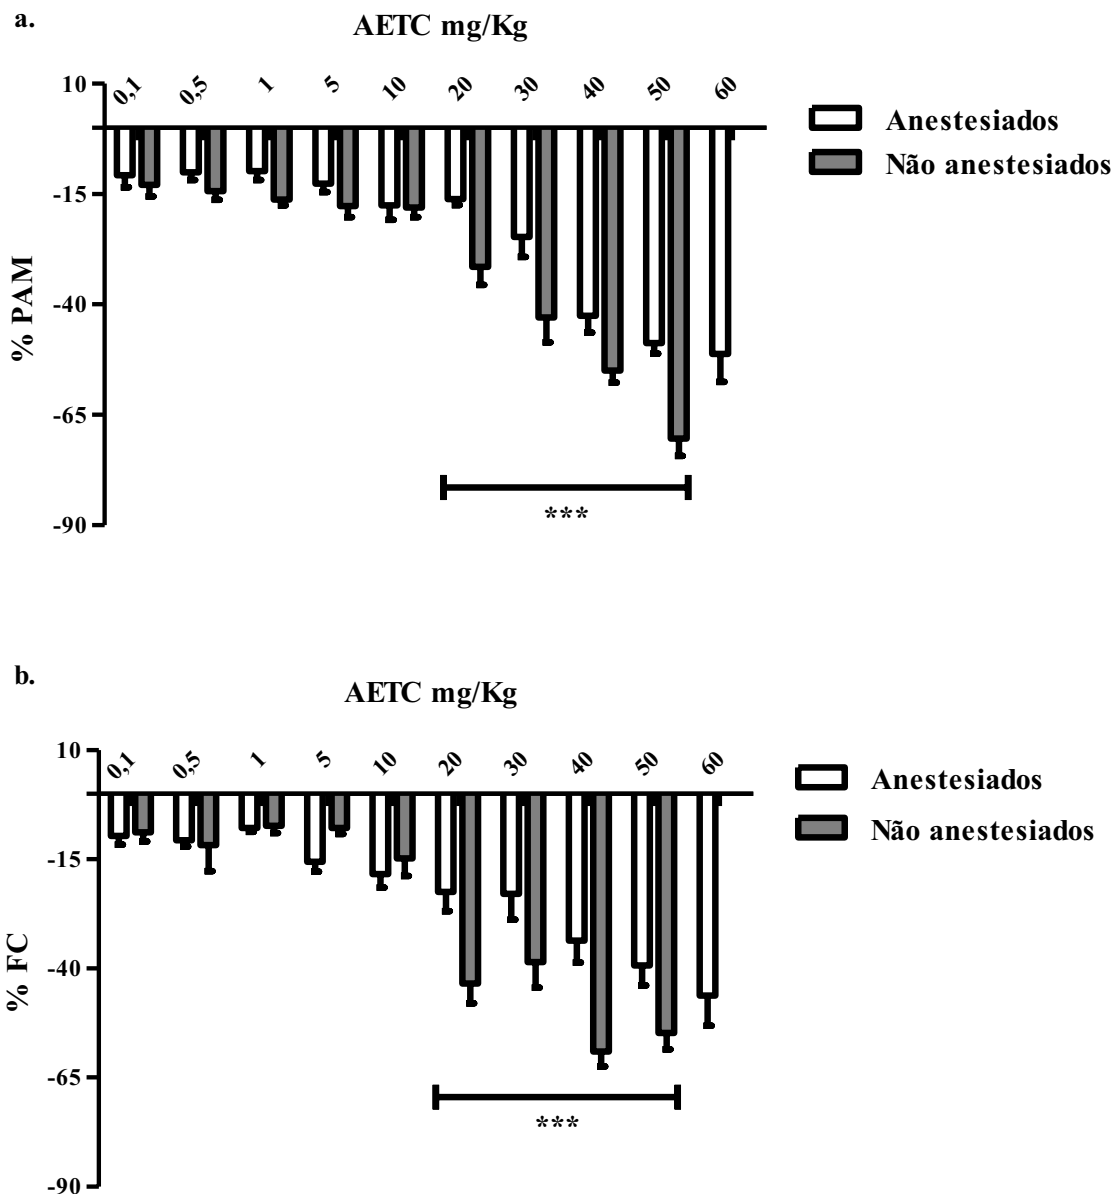 a.
AETC mg/Kg
0,1 0,5 1 5 10 20 30 40 50 60
10
-15
-40
-65
-90
% PAM
Anestesiados
Não anestesiados
***
b.
AETC mg/Kg
0,1 0,5 1 5 10 20 30 40 50 60
10
-15
-40
-65
-90
% FC
Anestesiados
Não anestesiados
***